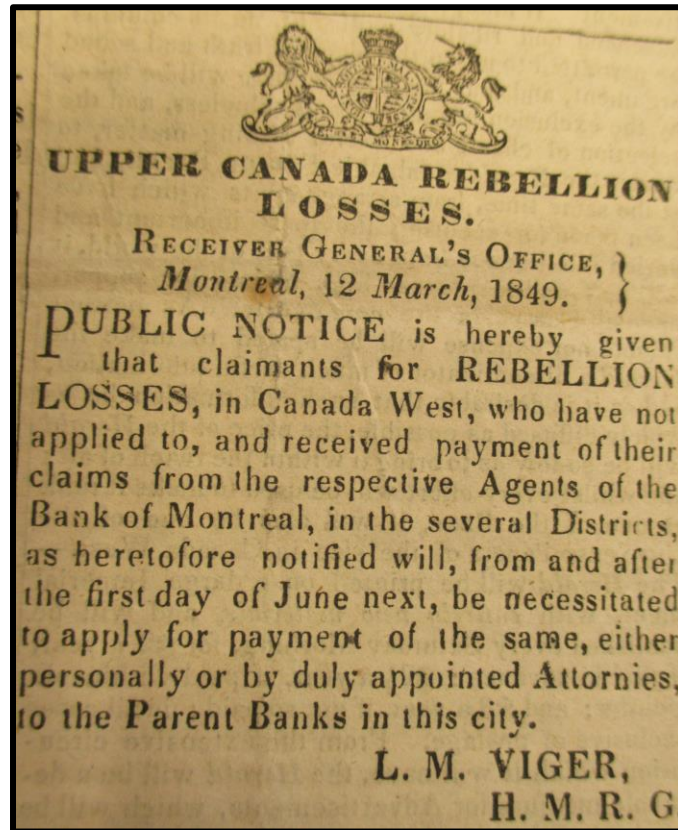 UPPER CANADA REBELLION
LOSSES.
RECEIVER GENERAL'S OFFICE, }
Montreal, 12 March, 1849. }
PUBLIC NOTICE is hereby given
that claimants for REBELLION
LOSSES, in Canada West, who have not
applied to, and received payment of their
claims from the respective Agents of the
Bank of Montreal, in the several Districts,
as heretofore notified will, from and after
the first day of June next, be necessitated
to apply for payment of the same, either
personally or by duly appointed Attornies,
to the Parent Banks in this city.
L. M. VIGER,
H. M. R. G